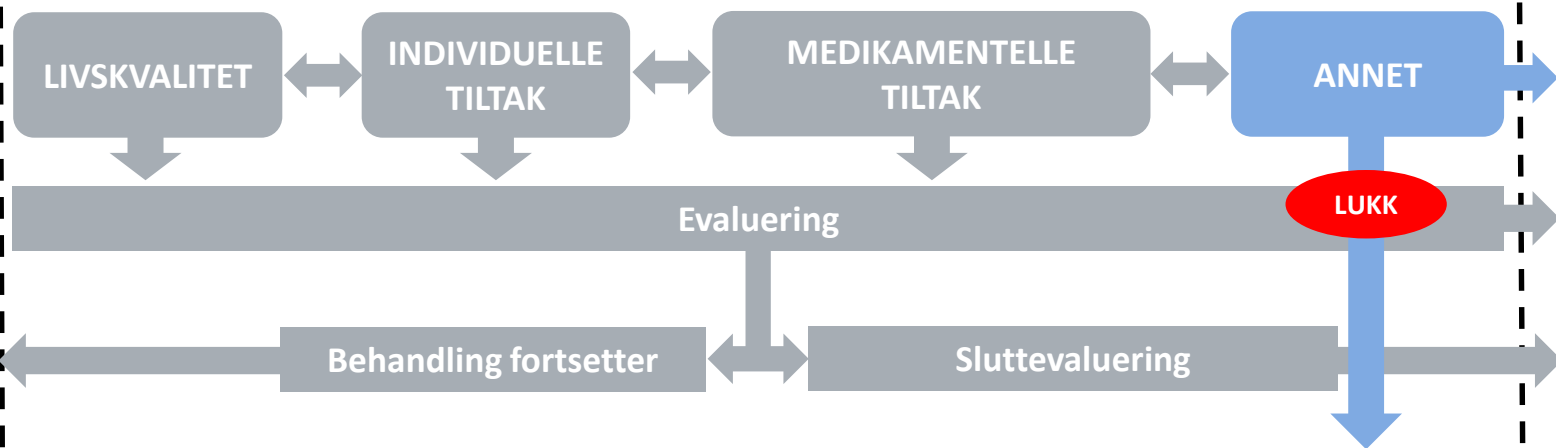 LIVSKVALITET
INDIVIDUELLE
TILTAK
MEDIKAMENTELLE
TILTAK
ANNET
Evaluering
LUKK
Behandling fortsetter
Sluttevaluering